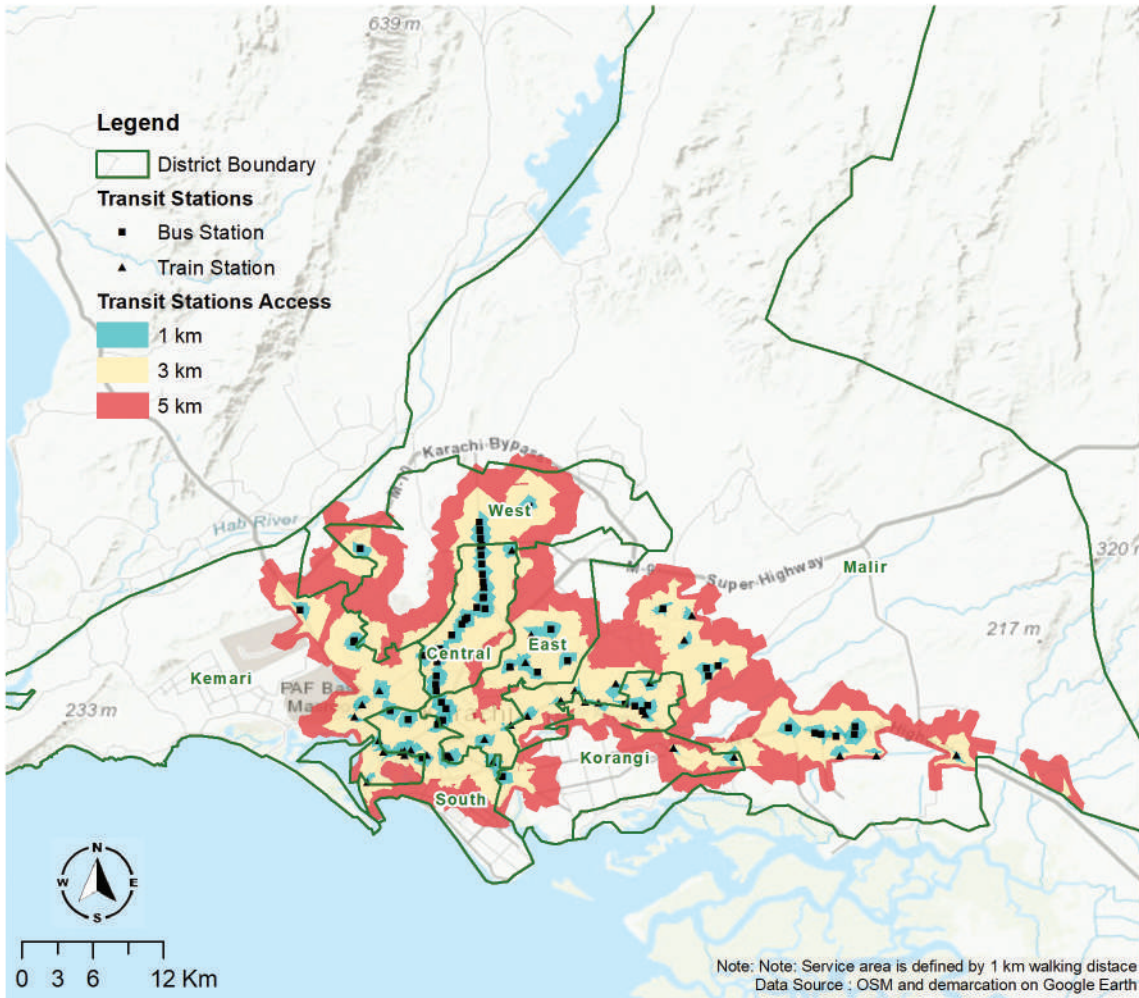 639 m
Legend
District Boundary
Transit Stations
Bus Station
Train Station
Transit Stations Access
1 km
3 km
5 km
Karachi Bypass
M-10
West
Hab River
M-9
Super Highway
Malir
320 m
217 m
Central
East
Kemari
PAF Bas
233 m
Korangi
South
N
W E
S
0 3 6 12 Km
Note: Note: Service area is defined by 1 km walking distace
Data Source : OSM and demarcation on Google Earth